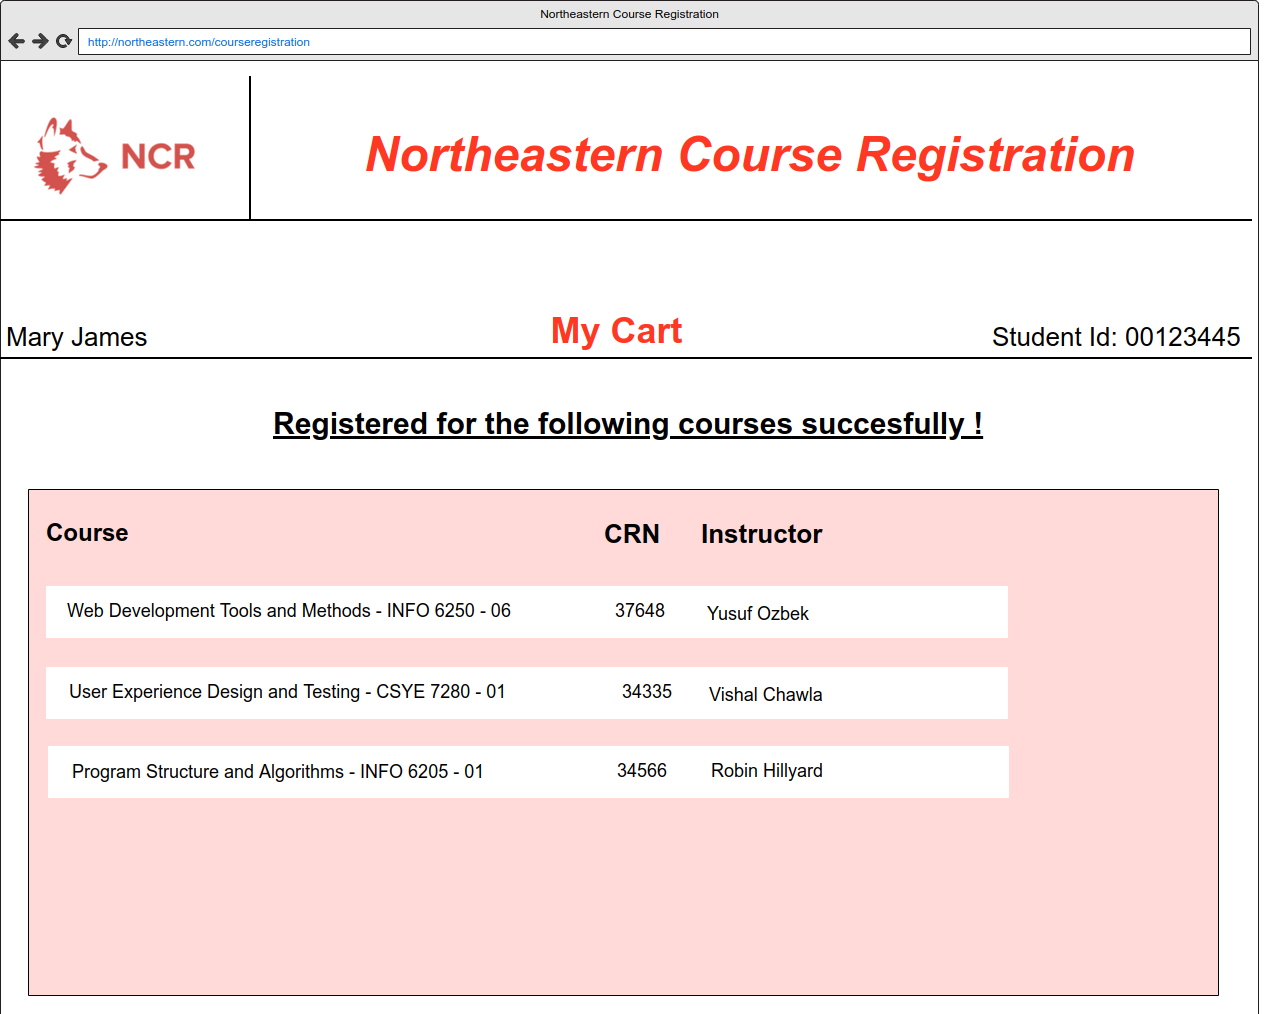 Northeastern Course Registration
http://northeastern.com/courseregistration
NCR
Northeastern Course Registration
Mary James My Cart Student Id: 00123445
Registered for the following courses succesfully !
Course CRN Instructor
Web Development Tools and Methods - INFO 6250 - 06 37648 Yusuf Ozbek
User Experience Design and Testing - CSYE 7280 - 01 34335 Vishal Chawla
Program Structure and Algorithms - INFO 6205 - 01 34566 Robin Hillyard